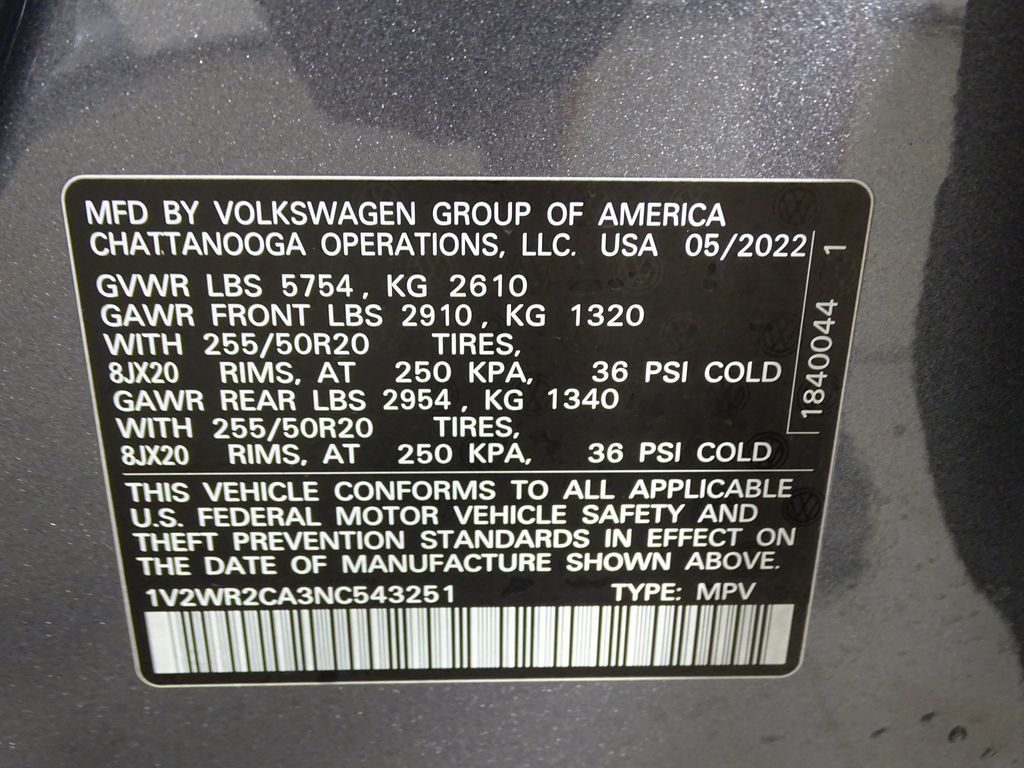 MFD BY VOLKSWAGEN GROUP OF AMERICA
CHATTANOOGA OPERATIONS, LLC. USA 05/2022
GVWR LBS 5754, KG 2610
GAWR FRONT LBS 2910, KG 1320
WITH 255/50R20 TIRES,
8JX20 RIMS, AT 250 KPA, 36 PSI COLD
GAWR REAR LBS 2954, KG 1340
WITH 255/50R20 TIRES,
8JX20 RIMS, AT 250 KPA, 36 PSI COLD
1840044 1
THIS VEHICLE CONFORMS TO ALL APPLICABLE
U.S. FEDERAL MOTOR VEHICLE SAFETY AND
THEFT PREVENTION STANDARDS IN EFFECT ON
THE DATE OF MANUFACTURE SHOWN ABOVE.
1V2WR2CA3NC543251 TYPE: MPV